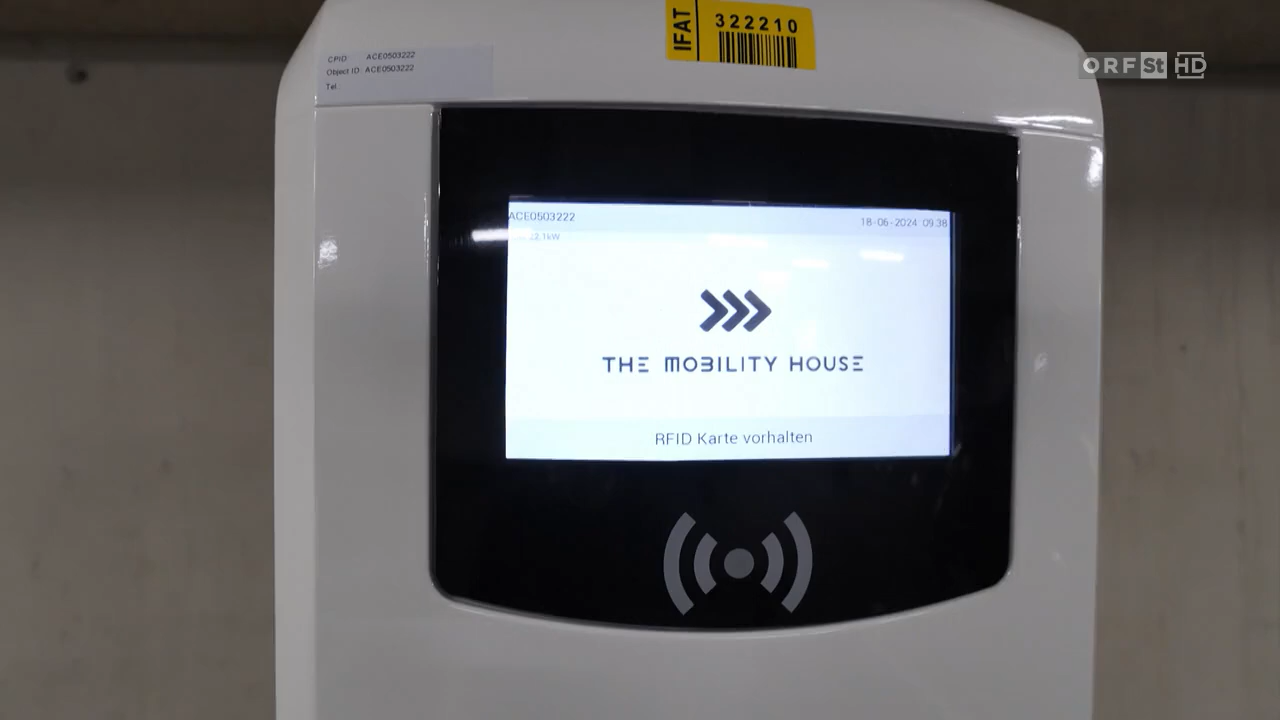 IFAT 322210
CPID ACE0503222
Object ID ACE0503222
Tel.
ORF St HD
ACE0503222 18-06-2024 09:38
22,1kW
THE MOBILITY HOUSE
RFID Karte vorhalten